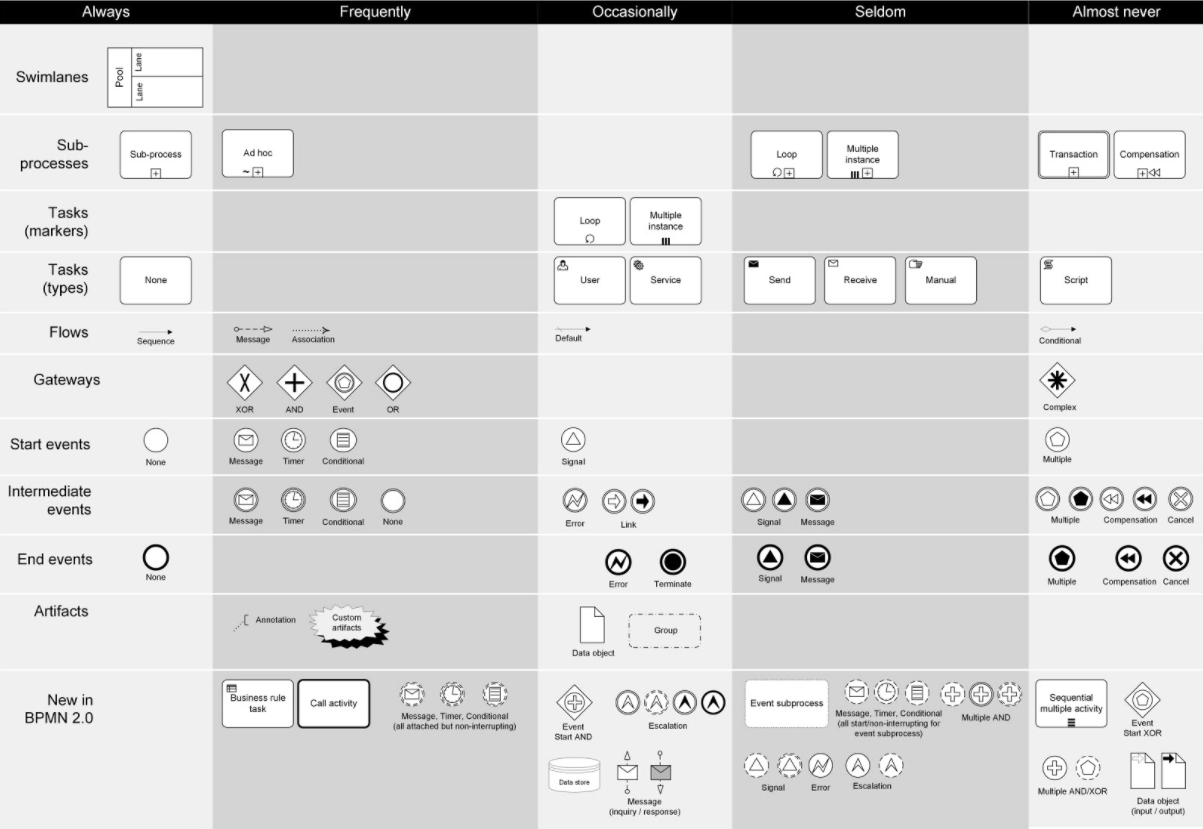 Always Frequently Occasionally Seldom Almost never
Swimlanes
Pool
Lane
Lane
Sub-
processes
Sub-process
Ad hoc
Loop
Multiple
instance
Transaction
Compensation
Tasks
(markers)
Loop
Multiple
instance
Tasks
(types)
None
User
Service
Send
Receive
Manual
Script
Flows
Sequence
Message
Association
Default
Conditional
Gateways
XOR
AND
Event
OR
Complex
Start events
None
Message
Timer
Conditional
Signal
Multiple
Intermediate
events
Message
Timer
Conditional
None
Error
Link
Signal
Message
Multiple
Compensation
Cancel
End events
None
Error
Terminate
Signal
Message
Multiple
Compensation
Cancel
Artifacts
Annotation
Custom
artifacts
Data object
Group
New in
BPMN 2.0
Business rule
task
Call activity
Message, Timer, Conditional
(all attached but non-interrupting)
Event
Start AND
Escalation
Data store
Message
(inquiry / response)
Event subprocess
Message, Timer, Conditional
(all start/non-interrupting for
event subprocess)
Multiple AND
Signal
Error
Escalation
Sequential
multiple activity
Event
Start XOR
Multiple AND/XOR
Data object
(input / output)